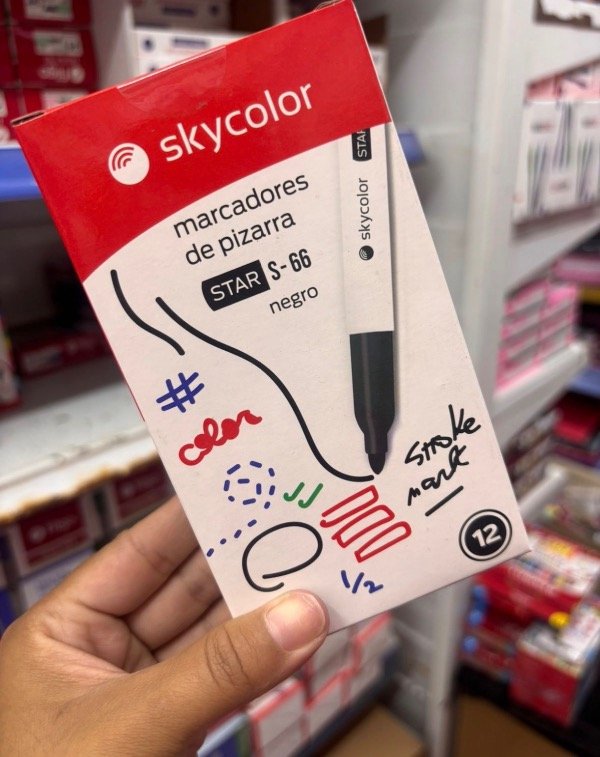 skycolor
marcadores
de pizarra
STAR S-66
negro
STAR
skycolor
#
color
stroke
mark
1/2
12